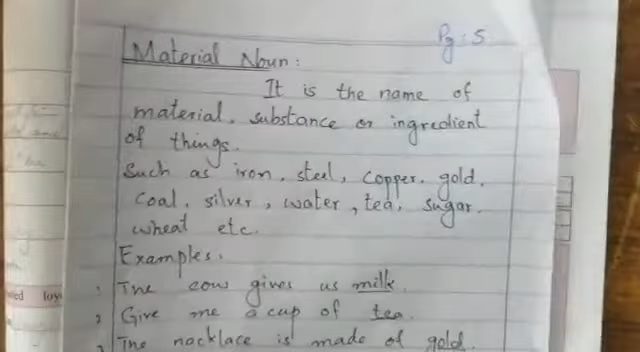 Pg: 5
Material Noun:
It is the name of
material, substance or ingredient
of things.
Such as iron, steel, copper, gold,
coal, silver, water, tea, sugar,
wheat etc.
Examples.
1 The cow gives us milk.
2 Give me a cup of tea.
3 The nacklace is made of gold.